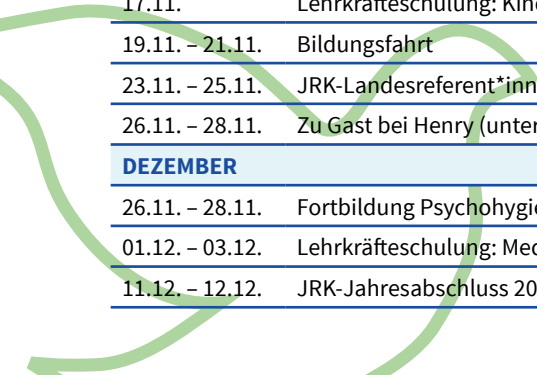 17.11. Lehrkräfteschulung:
19.11. – 21.11. Bildungsfahrt
23.11. – 25.11. JRK-Landesreferent*inn
26.11. – 28.11. Zu Gast bei Henry (unter
DEZEMBER
26.11. – 28.11. Fortbildung Psychohygie
01.12. – 03.12. Lehrkräfteschulung: Med
11.12. – 12.12. JRK-Jahresabschluss 20